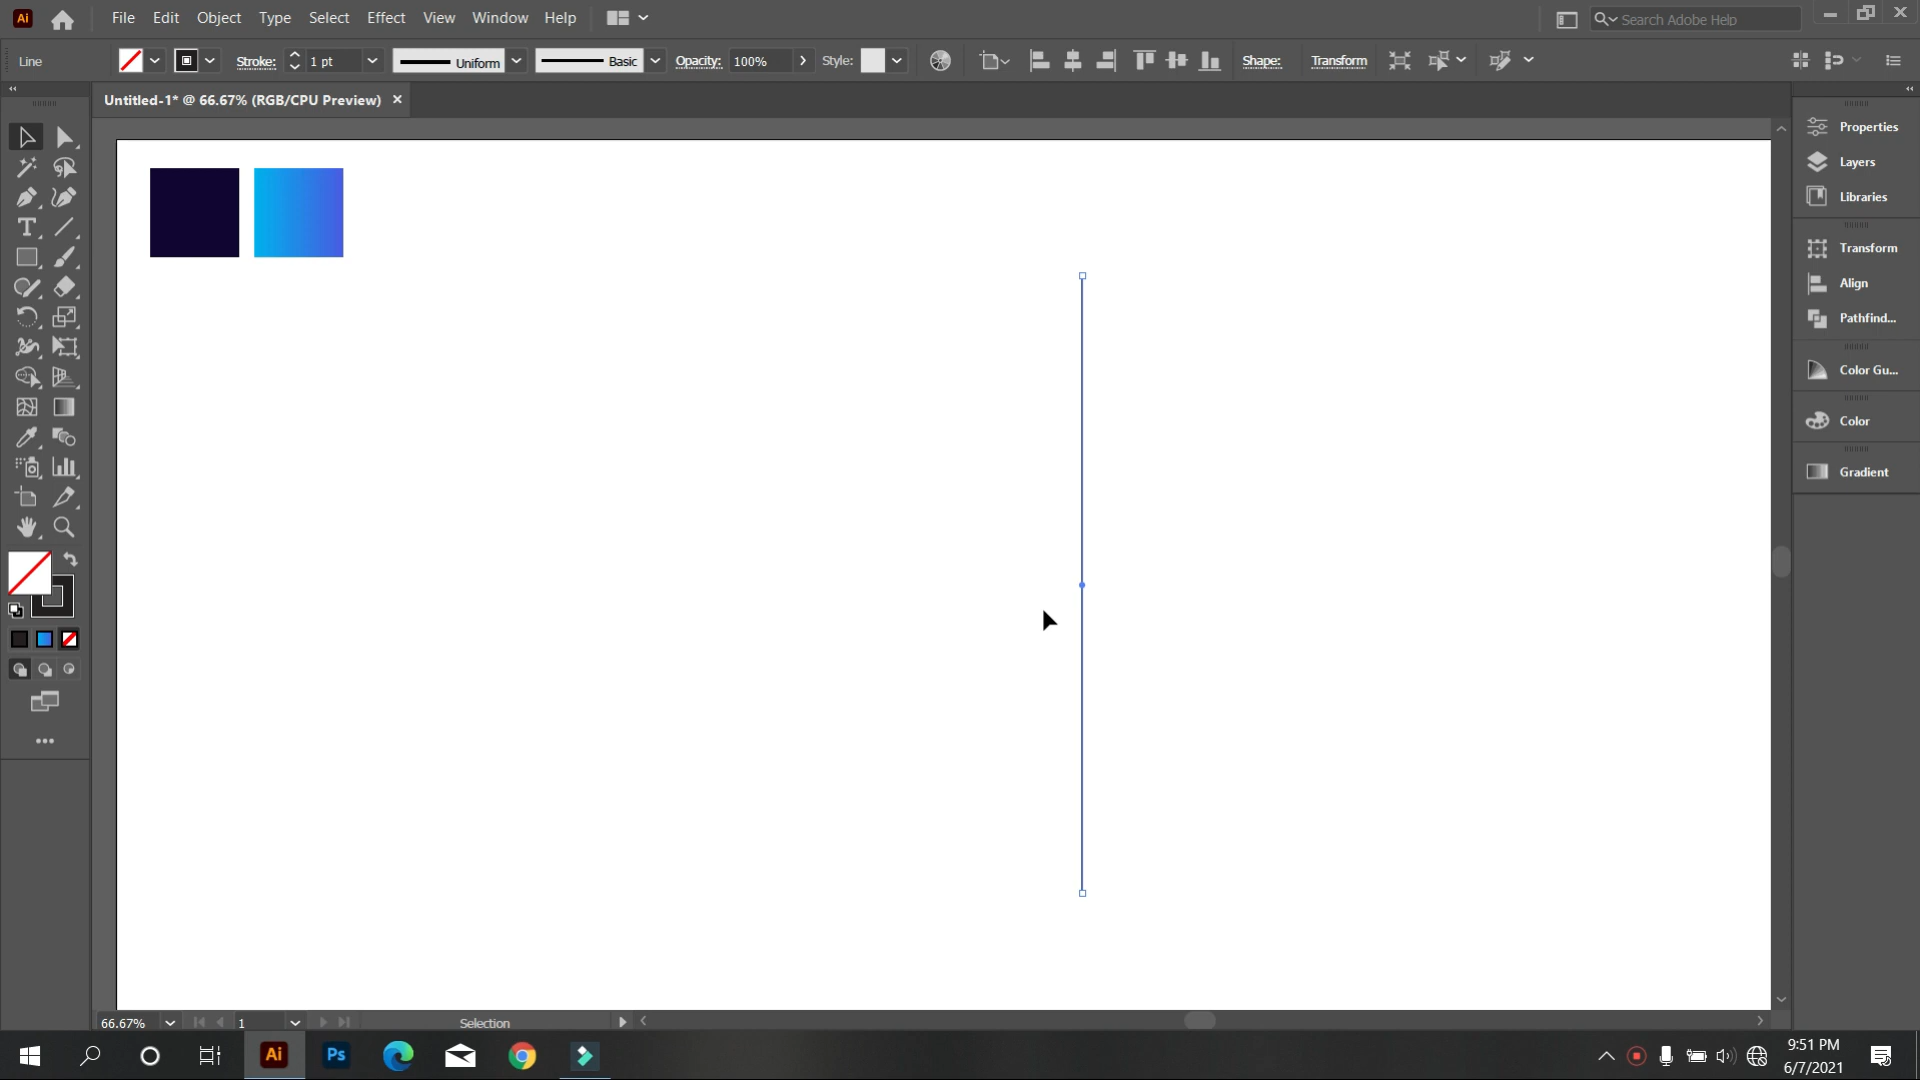 Ai File Edit Object Type Select Effect View Window Help Search Adobe Help
Line Stroke: 1 pt Uniform Basic Opacity: 100% Style: Shape: Transform
Untitled-1* @ 66.67% (RGB/CPU Preview)
Properties
Layers
Libraries
Transform
Align
Pathfind...
Color Gu...
Color
Gradient
66.67% 1 Selection
Ai Ps 9:51 PM
6/7/2021